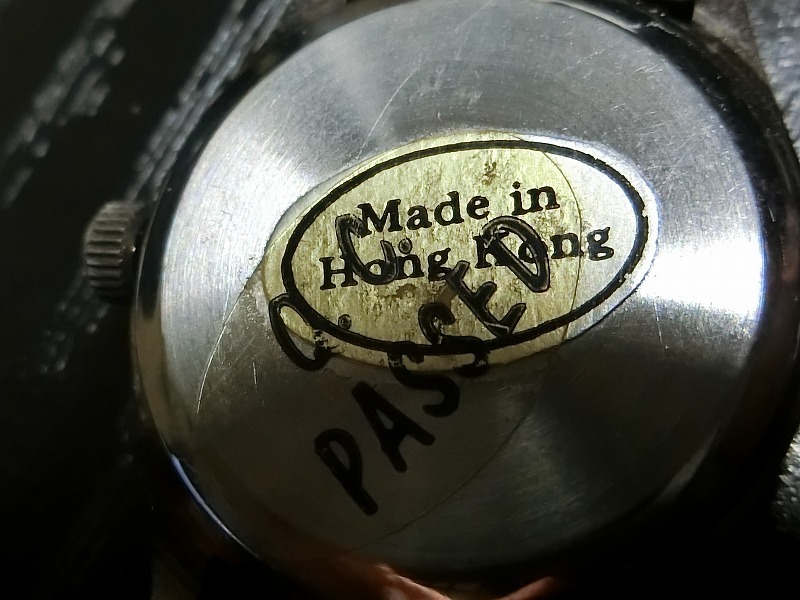 Made in
Hong Kong
Q.C.
PASSED